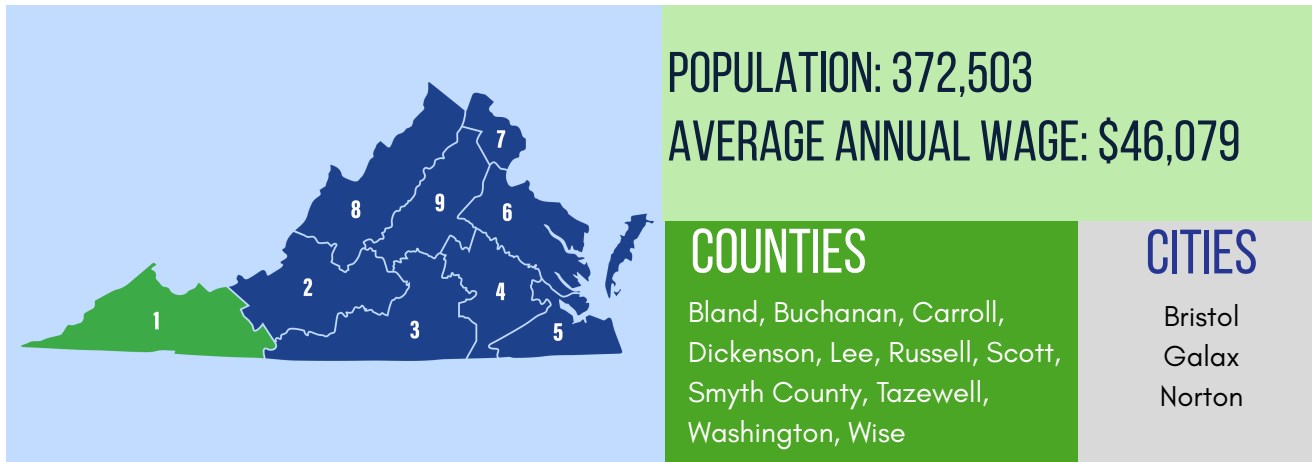 7
8
9
6
2
4
1
3
5
POPULATION: 372,503
AVERAGE ANNUAL WAGE: $46,079
COUNTIES
Bland, Buchanan, Carroll,
Dickenson, Lee, Russell, Scott,
Smyth County, Tazewell,
Washington, Wise
CITIES
Bristol
Galax
Norton